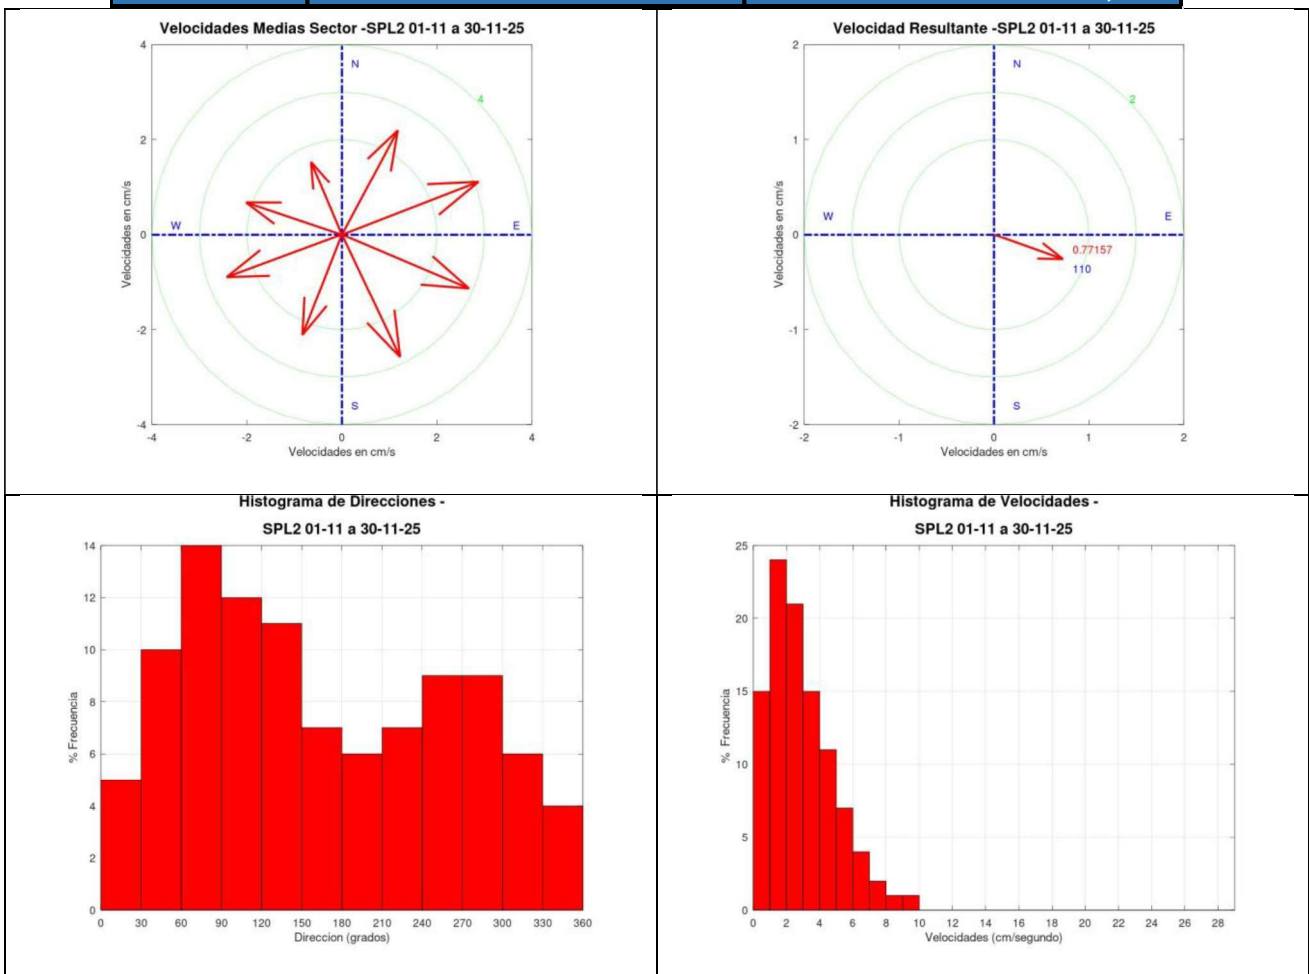 Velocidades Medias Sector -SPL2 01-11 a 30-11-25
4
N
4
2
Velocidades en cm/s
W
0
E
-2
S
-4
-4
-2
0
2
4
Velocidades en cm/s
Velocidad Resultante -SPL2 01-11 a 30-11-25
2
N
2
1
Velocidades en cm/s
W
E
0
0.77157
110
-1
S
-2
-2
-1
0
1
2
Velocidades en cm/s
Histograma de Direcciones -
SPL2 01-11 a 30-11-25
14
12
10
8
% Frecuencia
6
4
2
0
0 30 60 90 120 150 180 210 240 270 300 330 360
Direccion (grados)
Histograma de Velocidades -
SPL2 01-11 a 30-11-25
25
20
15
% Frecuencia
10
5
0
0 2 4 6 8 10 12 14 16 18 20 22 24 26 28
Velocidades (cm/segundo)